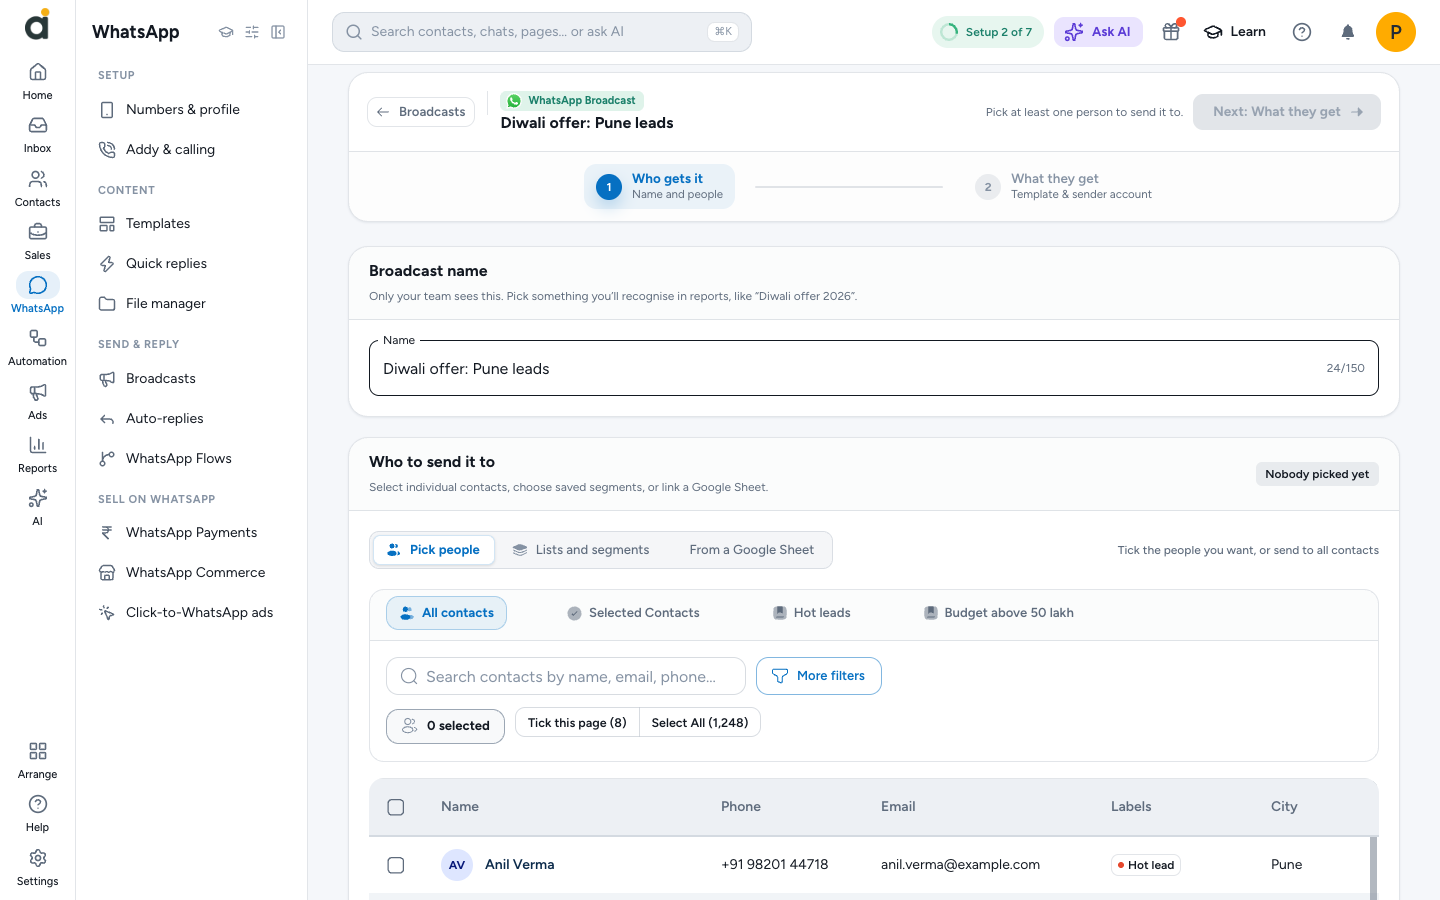 WhatsApp
Search contacts, chats, pages... or ask AI
⌘K
Setup 2 of 7
Ask AI
Learn
P
Home
Inbox
Contacts
Sales
WhatsApp
Automation
Ads
Reports
AI
Arrange
Help
Settings
SETUP
Numbers & profile
Addy & calling
CONTENT
Templates
Quick replies
File manager
SEND & REPLY
Broadcasts
Auto-replies
WhatsApp Flows
SELL ON WHATSAPP
WhatsApp Payments
WhatsApp Commerce
Click-to-WhatsApp ads
Broadcasts
WhatsApp Broadcast
Diwali offer: Pune leads
Pick at least one person to send it to.
Next: What they get
1
Who gets it
Name and people
2
What they get
Template & sender account
Broadcast name
Only your team sees this. Pick something you'll recognise in reports, like “Diwali offer 2026”.
Name
Diwali offer: Pune leads
24/150
Who to send it to
Select individual contacts, choose saved segments, or link a Google Sheet.
Nobody picked yet
Pick people
Lists and segments
From a Google Sheet
Tick the people you want, or send to all contacts
All contacts
Selected Contacts
Hot leads
Budget above 50 lakh
Search contacts by name, email, phone...
More filters
0 selected
Tick this page (8)
Select All (1,248)
Name Phone Email Labels City
AV Anil Verma +91 98201 44718 anil.verma@example.com Hot lead Pune